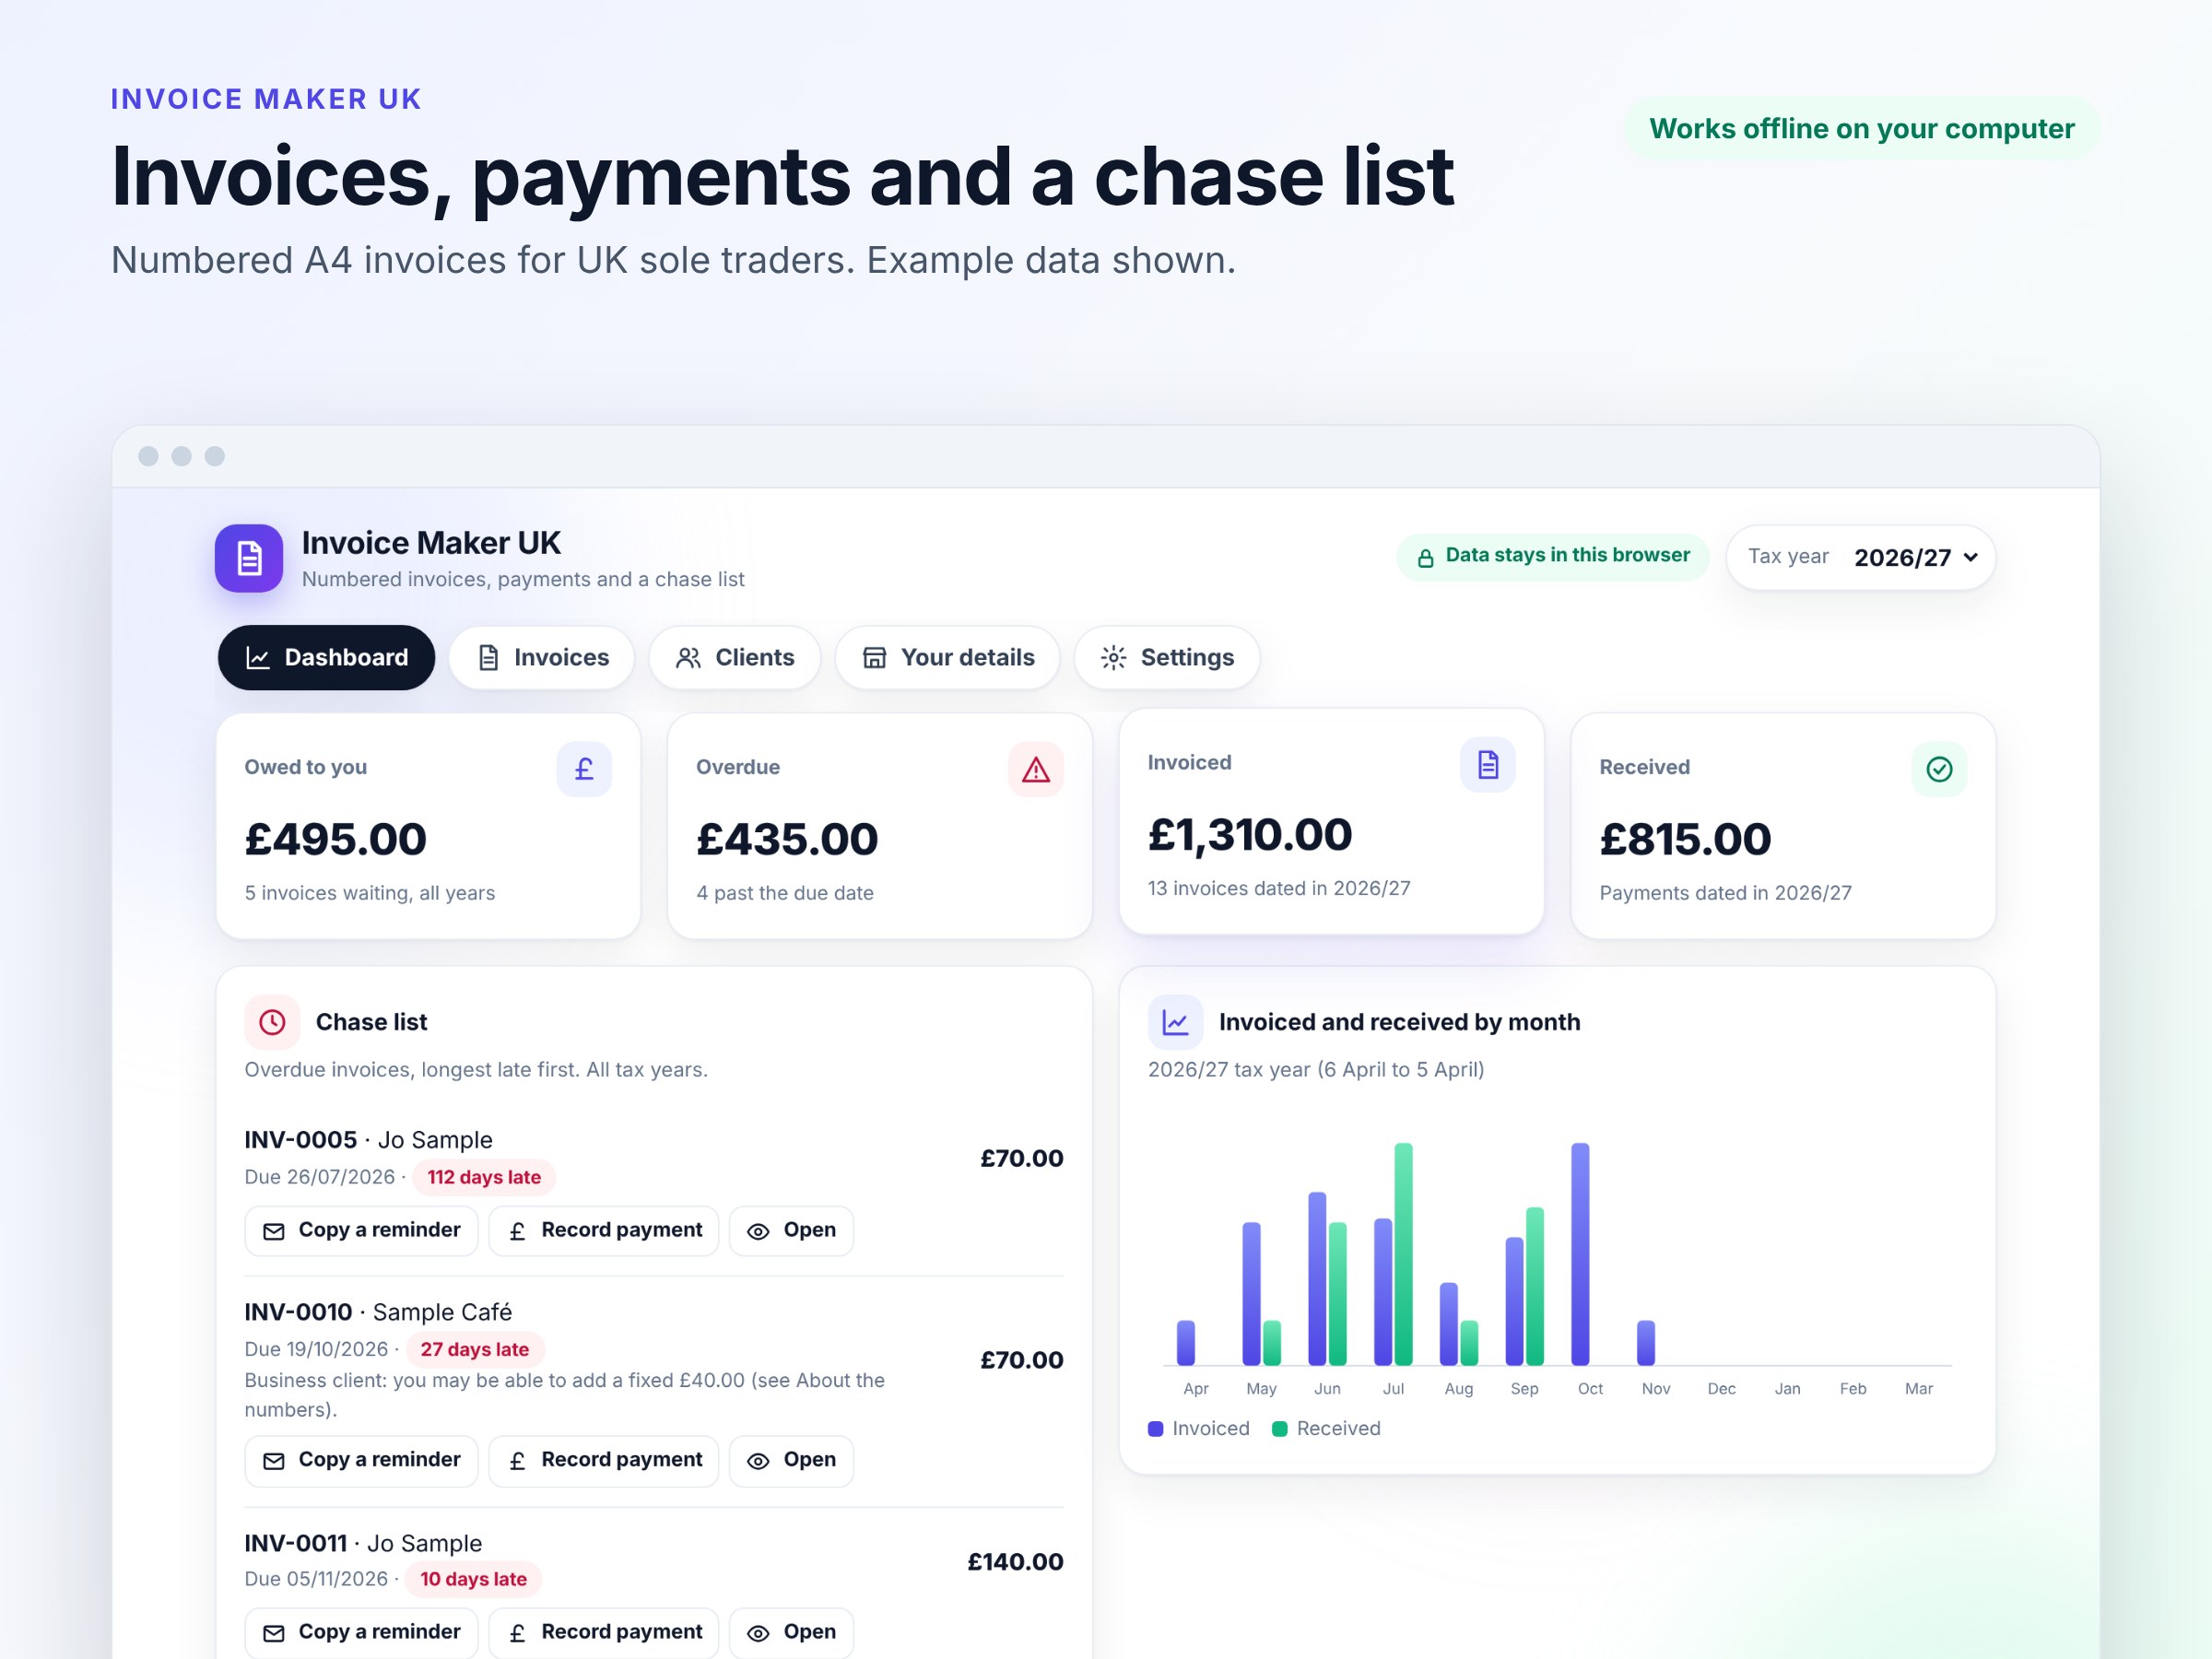 INVOICE MAKER UK
Invoices, payments and a chase list
Numbered A4 invoices for UK sole traders. Example data shown.
Works offline on your computer
Invoice Maker UK
Numbered invoices, payments and a chase list
Data stays in this browser
Tax year 2026/27
Dashboard
Invoices
Clients
Your details
Settings
Owed to you
£
£495.00
5 invoices waiting, all years
Overdue
£435.00
4 past the due date
Invoiced
£1,310.00
13 invoices dated in 2026/27
Received
£815.00
Payments dated in 2026/27
Chase list
Overdue invoices, longest late first. All tax years.
INV-0005 · Jo Sample
Due 26/07/2026 · 112 days late
£70.00
Copy a reminder
£ Record payment
Open
INV-0010 · Sample Café
Due 19/10/2026 · 27 days late
Business client: you may be able to add a fixed £40.00 (see About the
numbers).
£70.00
Copy a reminder
£ Record payment
Open
INV-0011 · Jo Sample
Due 05/11/2026 · 10 days late
£140.00
Copy a reminder
£ Record payment
Open
Invoiced and received by month
2026/27 tax year (6 April to 5 April)
Apr May Jun Jul Aug Sep Oct Nov Dec Jan Feb Mar
Invoiced Received